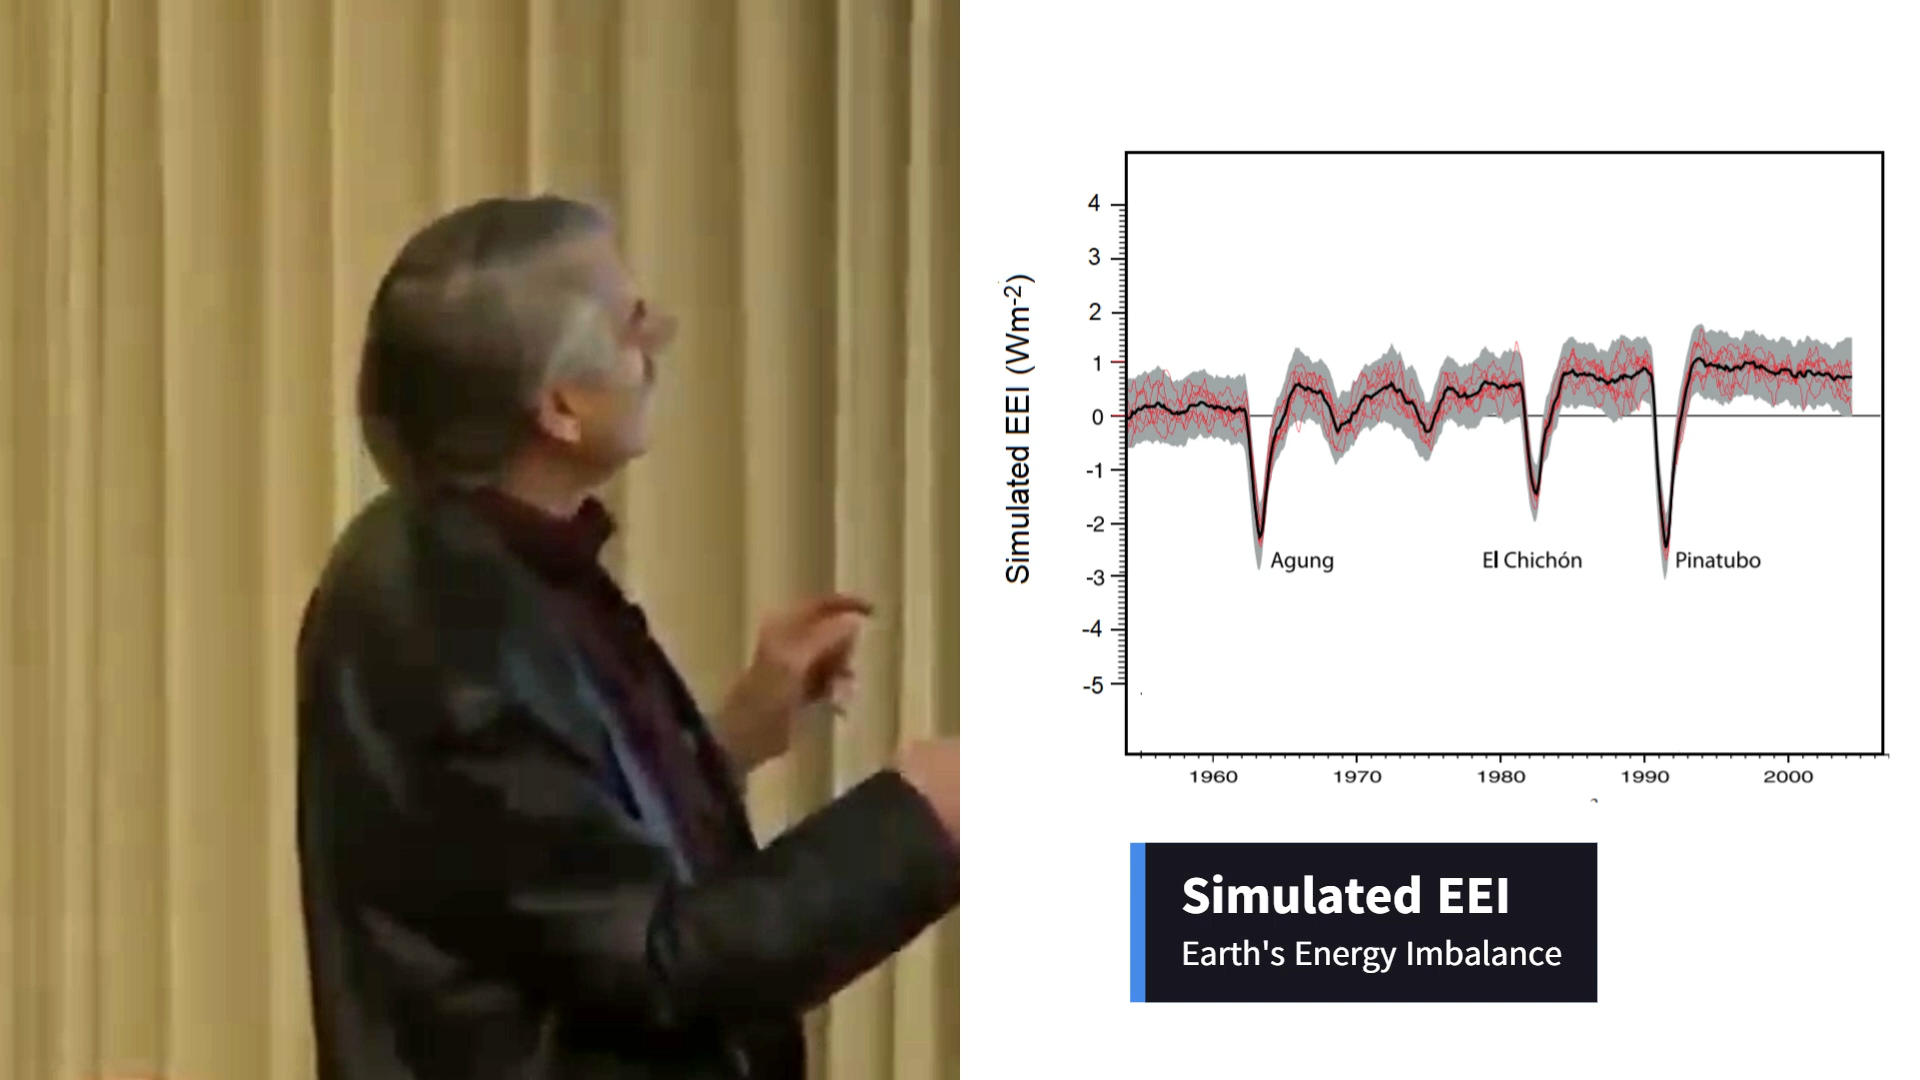 Simulated EEI (Wm-2)
4
3
2
1
0
-1
-2
-3
-4
-5
Agung
El Chichón
Pinatubo
1960
1970
1980
1990
2000
Simulated EEI
Earth's Energy Imbalance